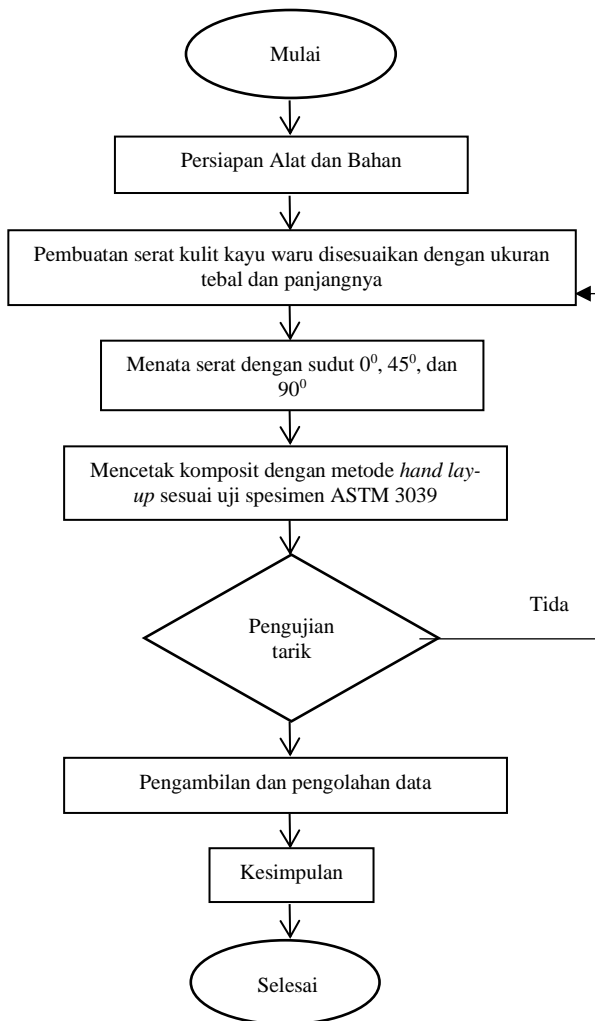 Mulai
Persiapan Alat dan Bahan
Pembuatan serat kulit kayu waru disesuaikan dengan ukuran
tebal dan panjangnya
Menata serat dengan sudut 0⁰, 45⁰, dan
90⁰
Mencetak komposit dengan metode hand lay-
up sesuai uji spesimen ASTM 3039
Pengujian
tarik
Tida
Pengambilan dan pengolahan data
Kesimpulan
Selesai